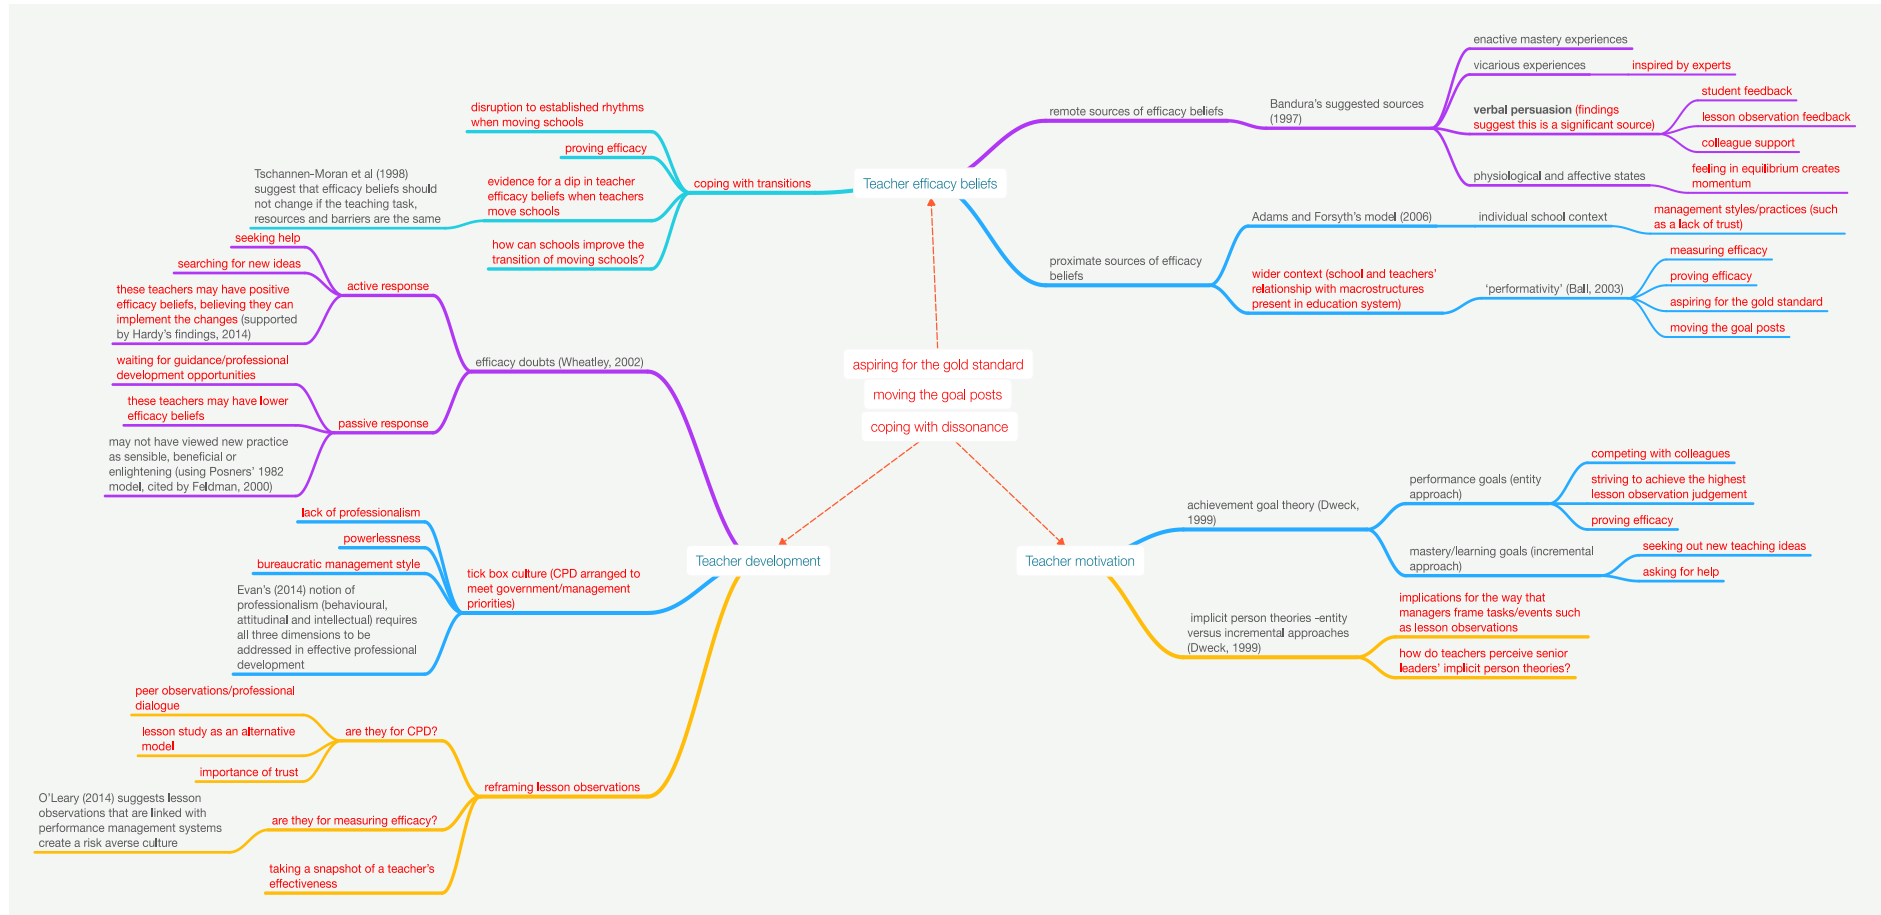 enactive mastery experiences
vicarious experiences
inspired by experts
student feedback
disruption to established rhythms
when moving schools
remote sources of efficacy beliefs
Bandura's suggested sources
(1997)
verbal persuasion (findings
suggest this is a significant source)
lesson observation feedback
colleague support
proving efficacy
Tschannen-Moran et al (1998)
suggest that efficacy beliefs should
not change if the teaching task,
resources and barriers are the same
evidence for a dip in teacher
efficacy beliefs when teachers
move schools
coping with transitions
Teacher efficacy beliefs
physiological and affective states
feeling in equilibrium creates
momentum
how can schools improve the
transition of moving schools?
Adams and Forsyth's model (2006)
individual school context
management styles/practices (such
as a lack of trust)
proximate sources of efficacy
beliefs
wider context (school and teachers'
relationship with macrostructures
present in education system)
'performativity' (Ball, 2003)
measuring efficacy
proving efficacy
aspiring for the gold standard
moving the goal posts
seeking help
searching for new ideas
these teachers may have positive
efficacy beliefs, believing they can
implement the changes (supported
by Hardy's findings, 2014)
active response
efficacy doubts (Wheatley, 2002)
waiting for guidance/professional
development opportunities
these teachers may have lower
efficacy beliefs
passive response
may not have viewed new practice
as sensible, beneficial or
enlightening (using Posners' 1982
model, cited by Feldman, 2000)
aspiring for the gold standard
moving the goal posts
coping with dissonance
competing with colleagues
performance goals (entity
approach)
striving to achieve the highest
lesson observation judgement
proving efficacy
achievement goal theory (Dweck,
1999)
mastery/learning goals (incremental
approach)
seeking out new teaching ideas
asking for help
Teacher development
Teacher motivation
lack of professionalism
powerlessness
bureaucratic management style
Evan's (2014) notion of
professionalism (behavioural,
attitudinal and intellectual) requires
all three dimensions to be
addressed in effective professional
development
tick box culture (CPD arranged to
meet government/management
priorities)
implicit person theories -entity
versus incremental approaches
(Dweck, 1999)
implications for the way that
managers frame tasks/events such
as lesson observations
how do teachers perceive senior
leaders' implicit person theories?
peer observations/professional
dialogue
lesson study as an alternative
model
importance of trust
are they for CPD?
reframing lesson observations
O'Leary (2014) suggests lesson
observations that are linked with
performance management systems
create a risk averse culture
are they for measuring efficacy?
taking a snapshot of a teacher's
effectiveness